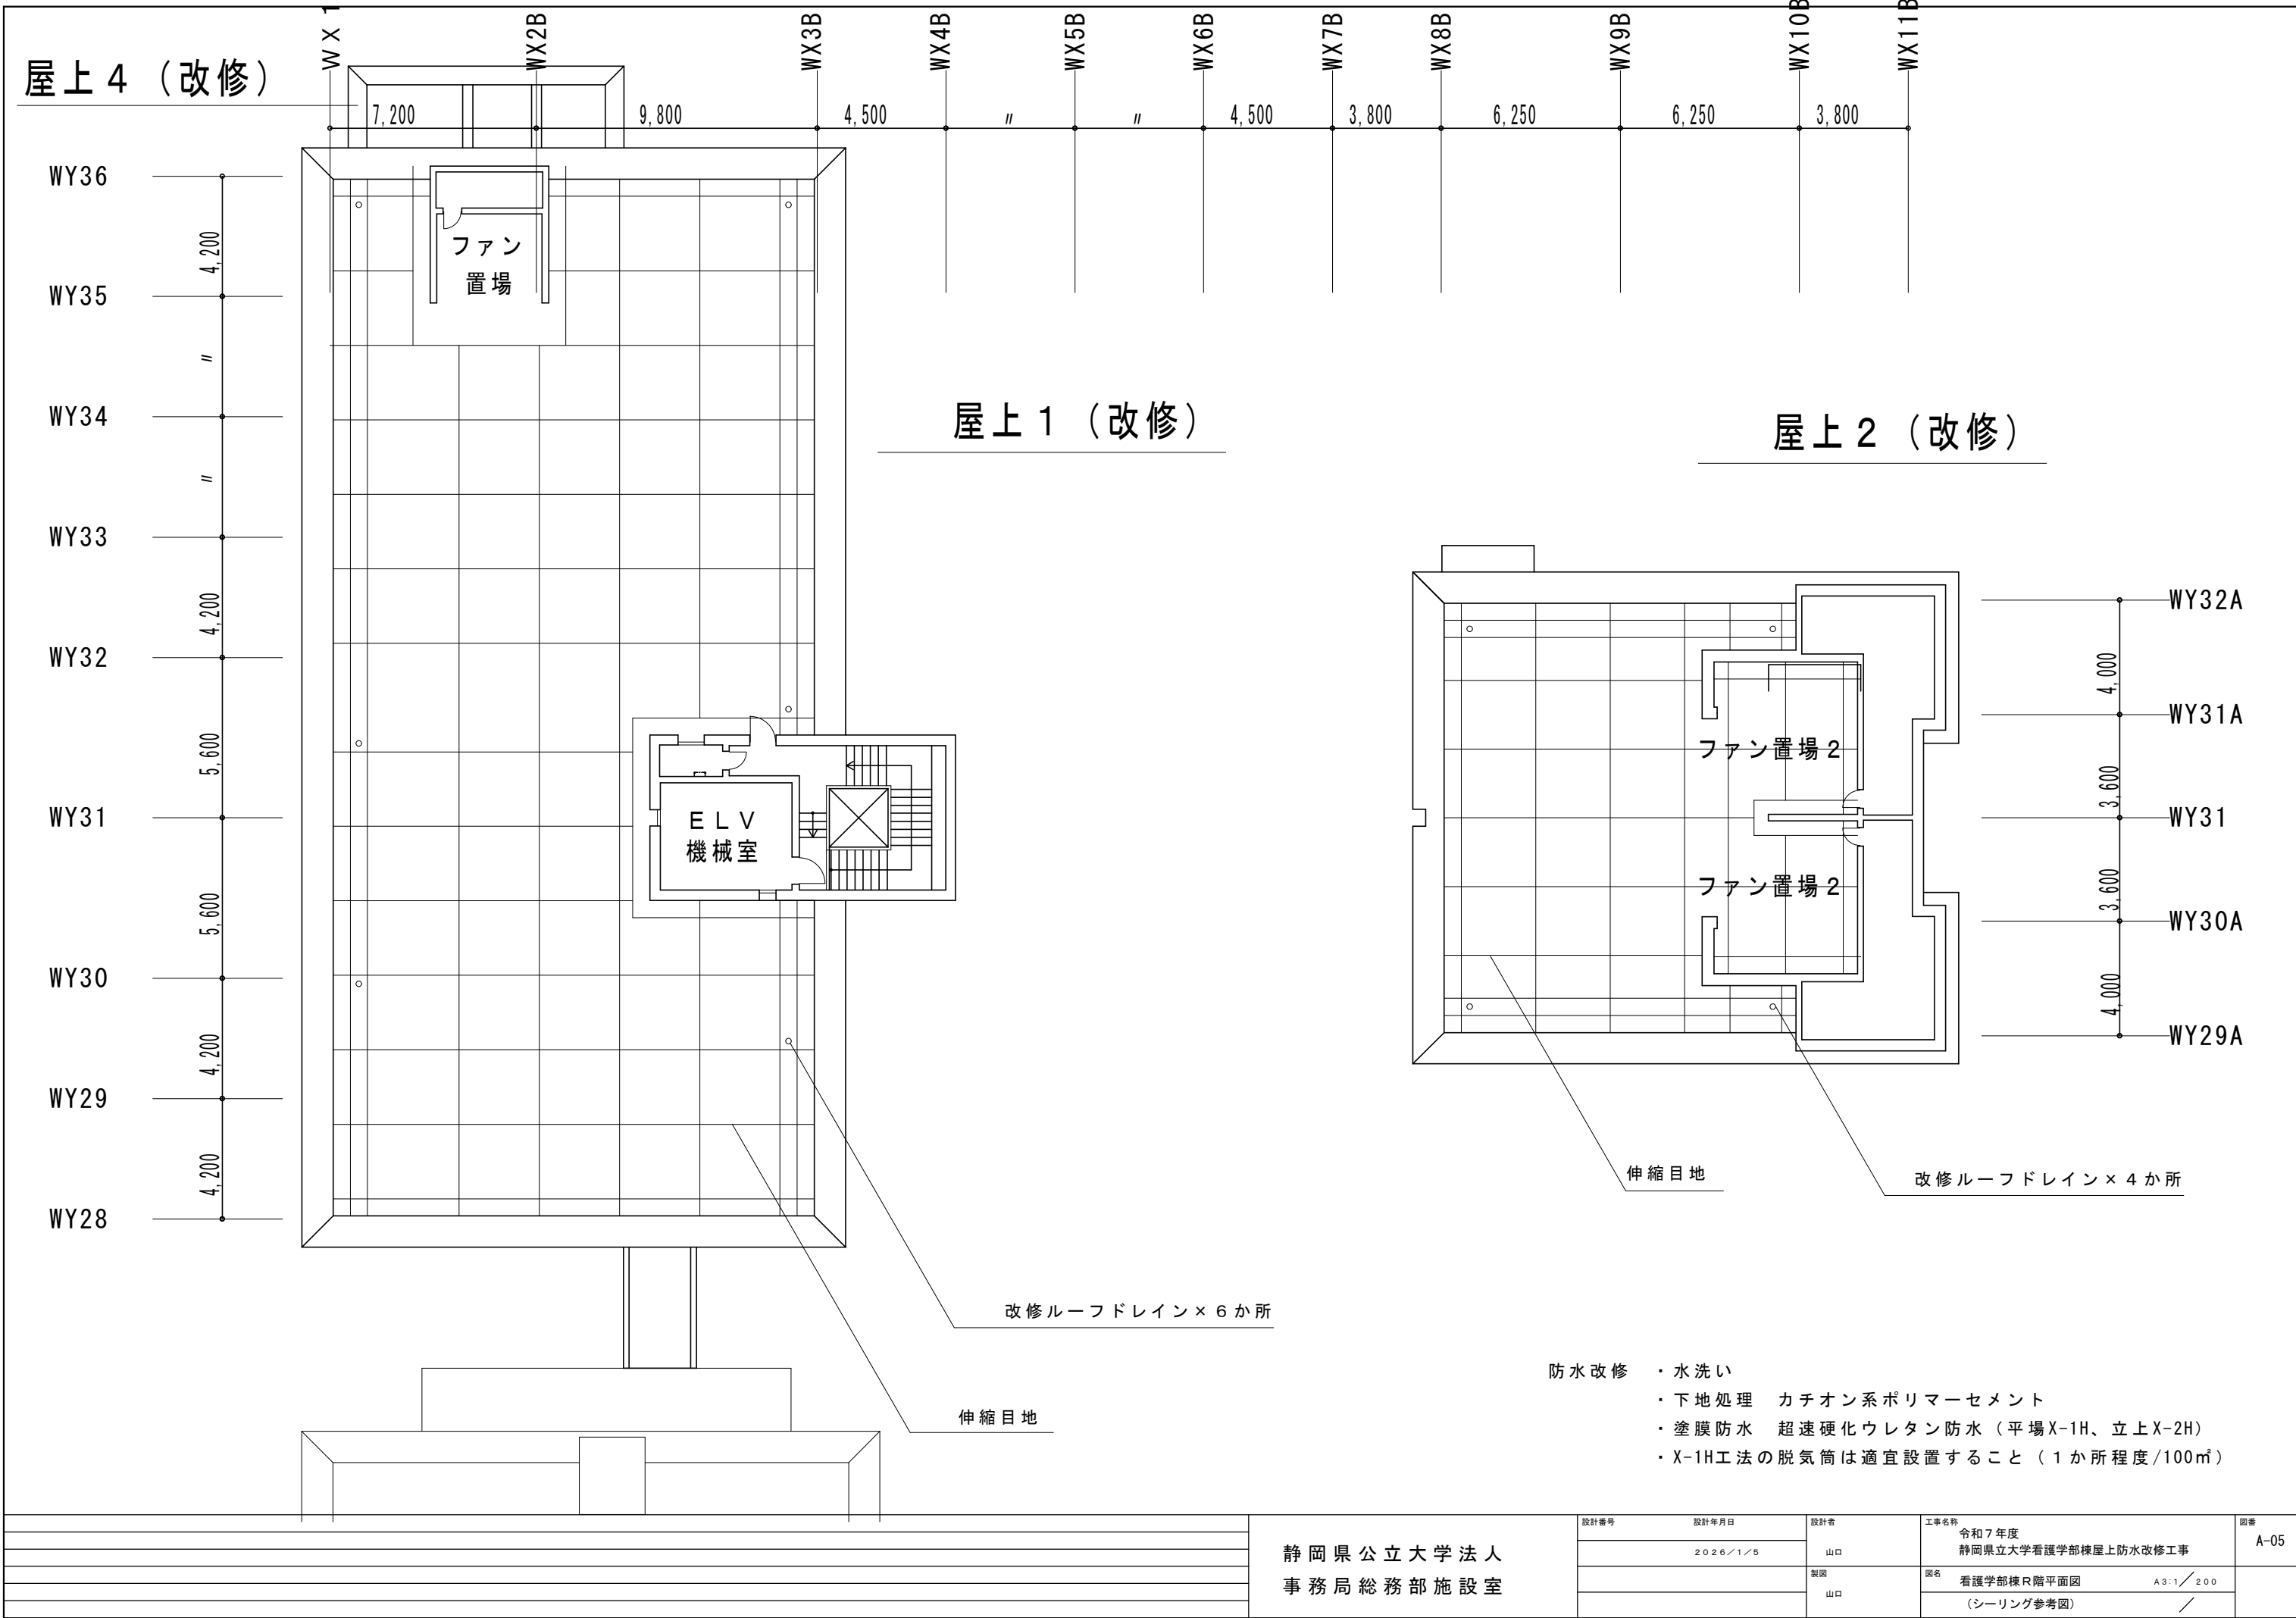 屋上４（改修）
WX1
WX2B
WX3B
WX4B
WX5B
WX6B
WX7B
WX8B
WX9B
WX10B
WX11B
7,200
9,800
4,500
〃
〃
4,500
3,800
6,250
6,250
3,800
WY36
4,200
WY35
〃
WY34
〃
WY33
4,200
WY32
5,600
WY31
5,600
WY30
4,200
WY29
4,200
WY28
ファン
置場
屋上１（改修）
ＥＬＶ
機械室
改修ルーフドレイン×６か所
伸縮目地
屋上２（改修）
ファン置場２
ファン置場２
WY32A
4,000
WY31A
3,600
WY31
3,600
WY30A
4,000
WY29A
伸縮目地
改修ルーフドレイン×４か所
防水改修　・水洗い
・下地処理　カチオン系ポリマーセメント
・塗膜防水　超速硬化ウレタン防水（平場X-1H、立上X-2H）
・X-1H工法の脱気筒は適宜設置すること（１か所程度/100㎡）
静岡県公立大学法人
事務局総務部施設室
設計番号
設計年月日
２０２６／１／５
設計者
山口
製図
山口
工事名称
令和７年度
静岡県立大学看護学部棟屋上防水改修工事
図名
看護学部棟Ｒ階平面図
Ａ３：１／２００
（シーリング参考図）
／
図番
A-05